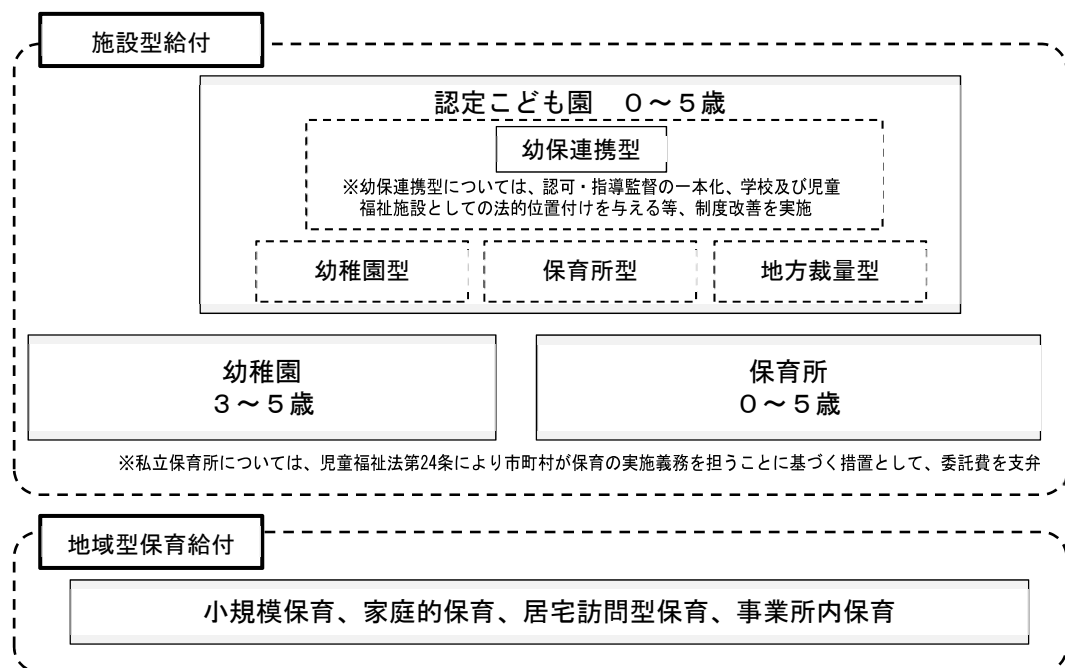 施設型給付
認定こども園　０～５歳
幼保連携型
※幼保連携型については、認可・指導監督の一本化、学校及び児童
福祉施設としての法的位置付けを与える等、制度改善を実施
幼稚園型
保育所型
地方裁量型
幼稚園
３～５歳
保育所
０～５歳
※私立保育所については、児童福祉法第24条により市町村が保育の実施義務を担うことに基づく措置として、委託費を支弁
地域型保育給付
小規模保育、家庭的保育、居宅訪問型保育、事業所内保育